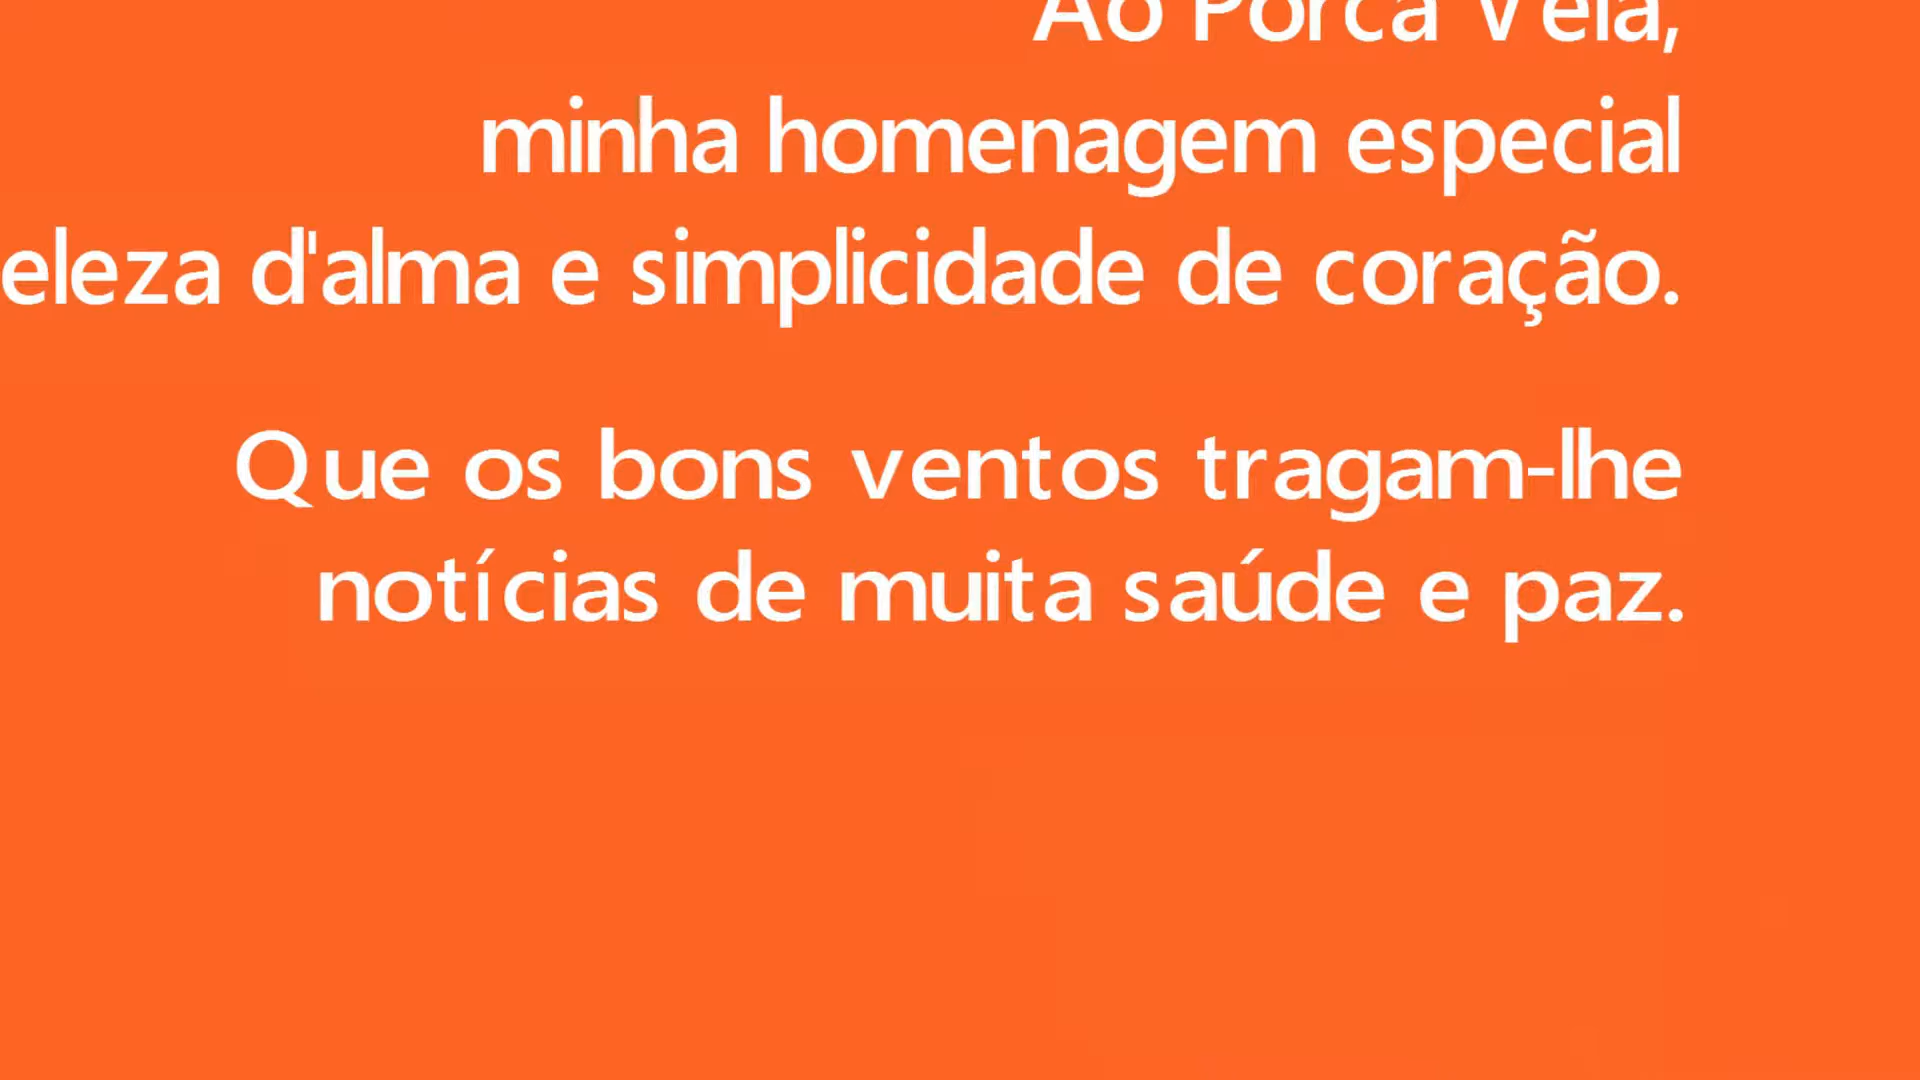 Ao Porca Véia,
minha homenagem especial
eleza d'alma e simplicidade de coração.
Que os bons ventos tragam-lhe
notícias de muita saúde e paz.